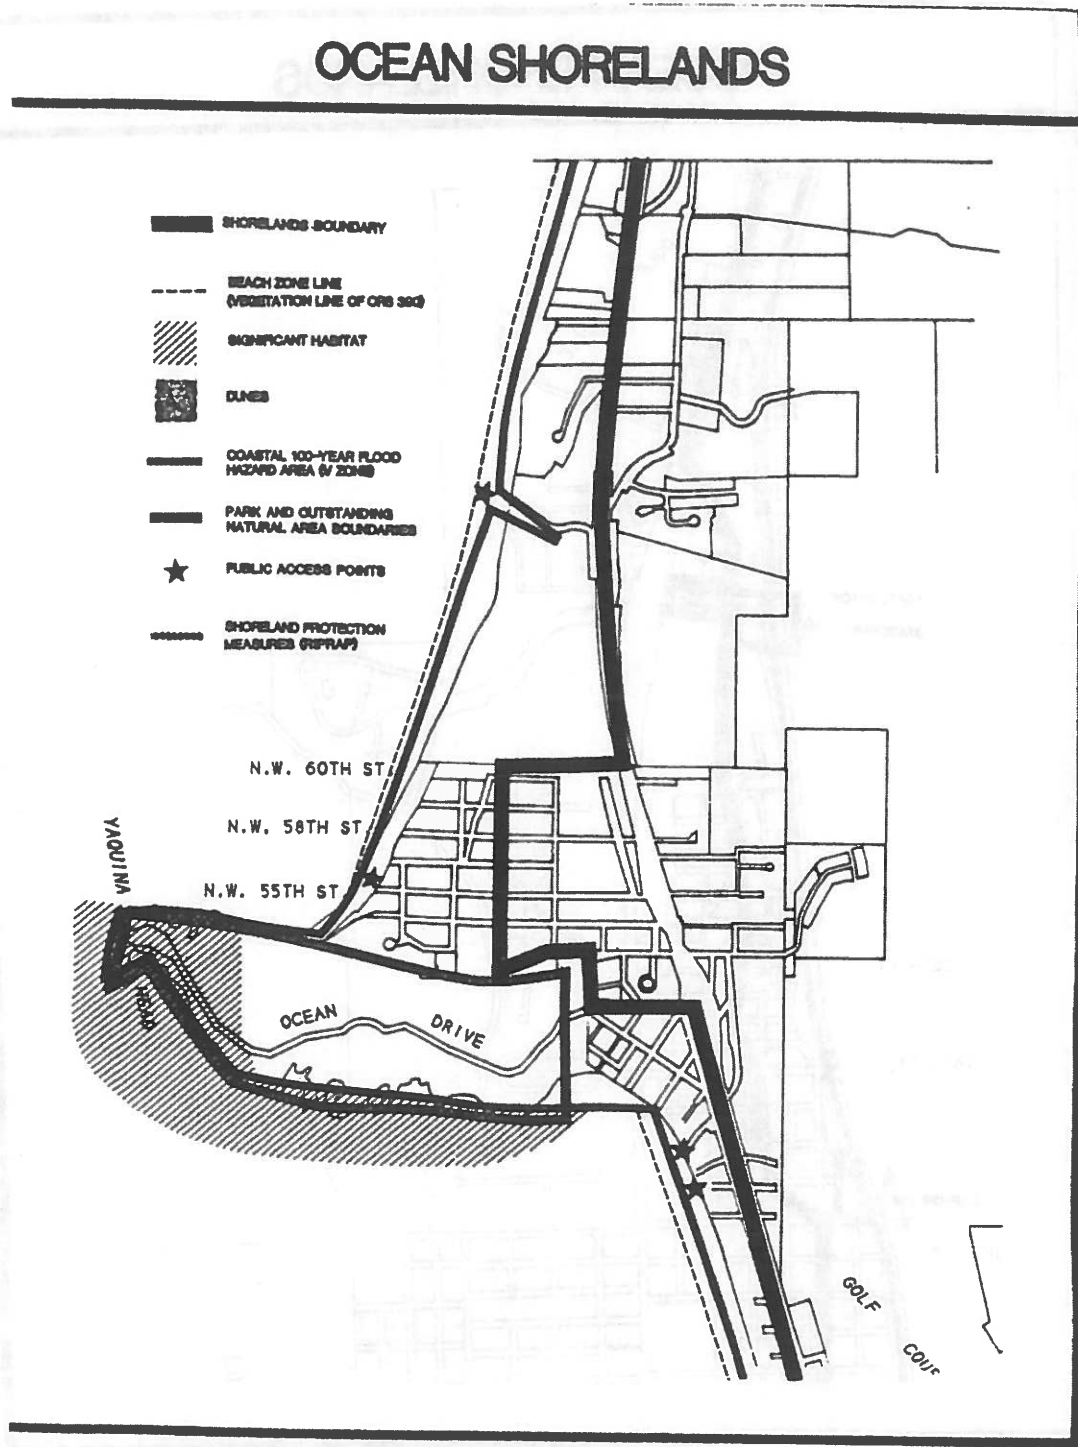 OCEAN SHORELANDS
SHORELANDS BOUNDARY
BEACH ZONE LINE
(VEGETATION LINE OF ORS 390)
SIGNIFICANT HABITAT
DUNES
COASTAL 100-YEAR FLOOD
HAZARD AREA (V ZONE)
PARK AND OUTSTANDING
NATURAL AREA BOUNDARIES
PUBLIC ACCESS POINTS
SHORELAND PROTECTION
MEASURES (RIPRAP)
N.W. 60TH ST.
N.W. 58TH ST.
N.W. 55TH ST.
YAQUINA
HEAD
OCEAN DRIVE
GOLF
COUR